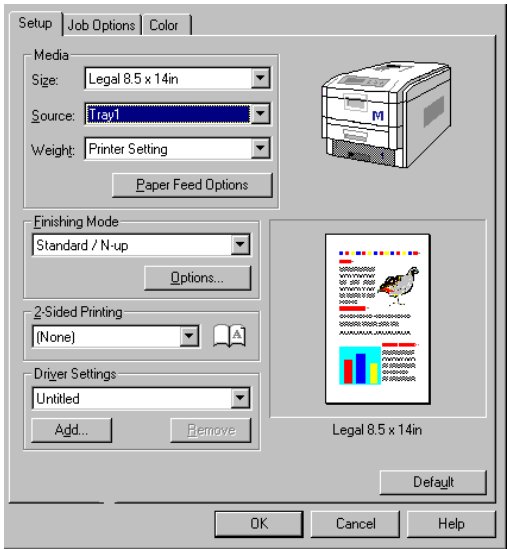 Setup
Job Options
Color
Media
Size:
Legal 8.5 x 14in
Source:
Tray1
Weight:
Printer Setting
Paper Feed Options
M
1
Finishing Mode
Standard / N-up
Options...
2-Sided Printing
(None)
A
Driver Settings
Untitled
Add...
Remove
Legal 8.5 x 14in
Default
OK
Cancel
Help